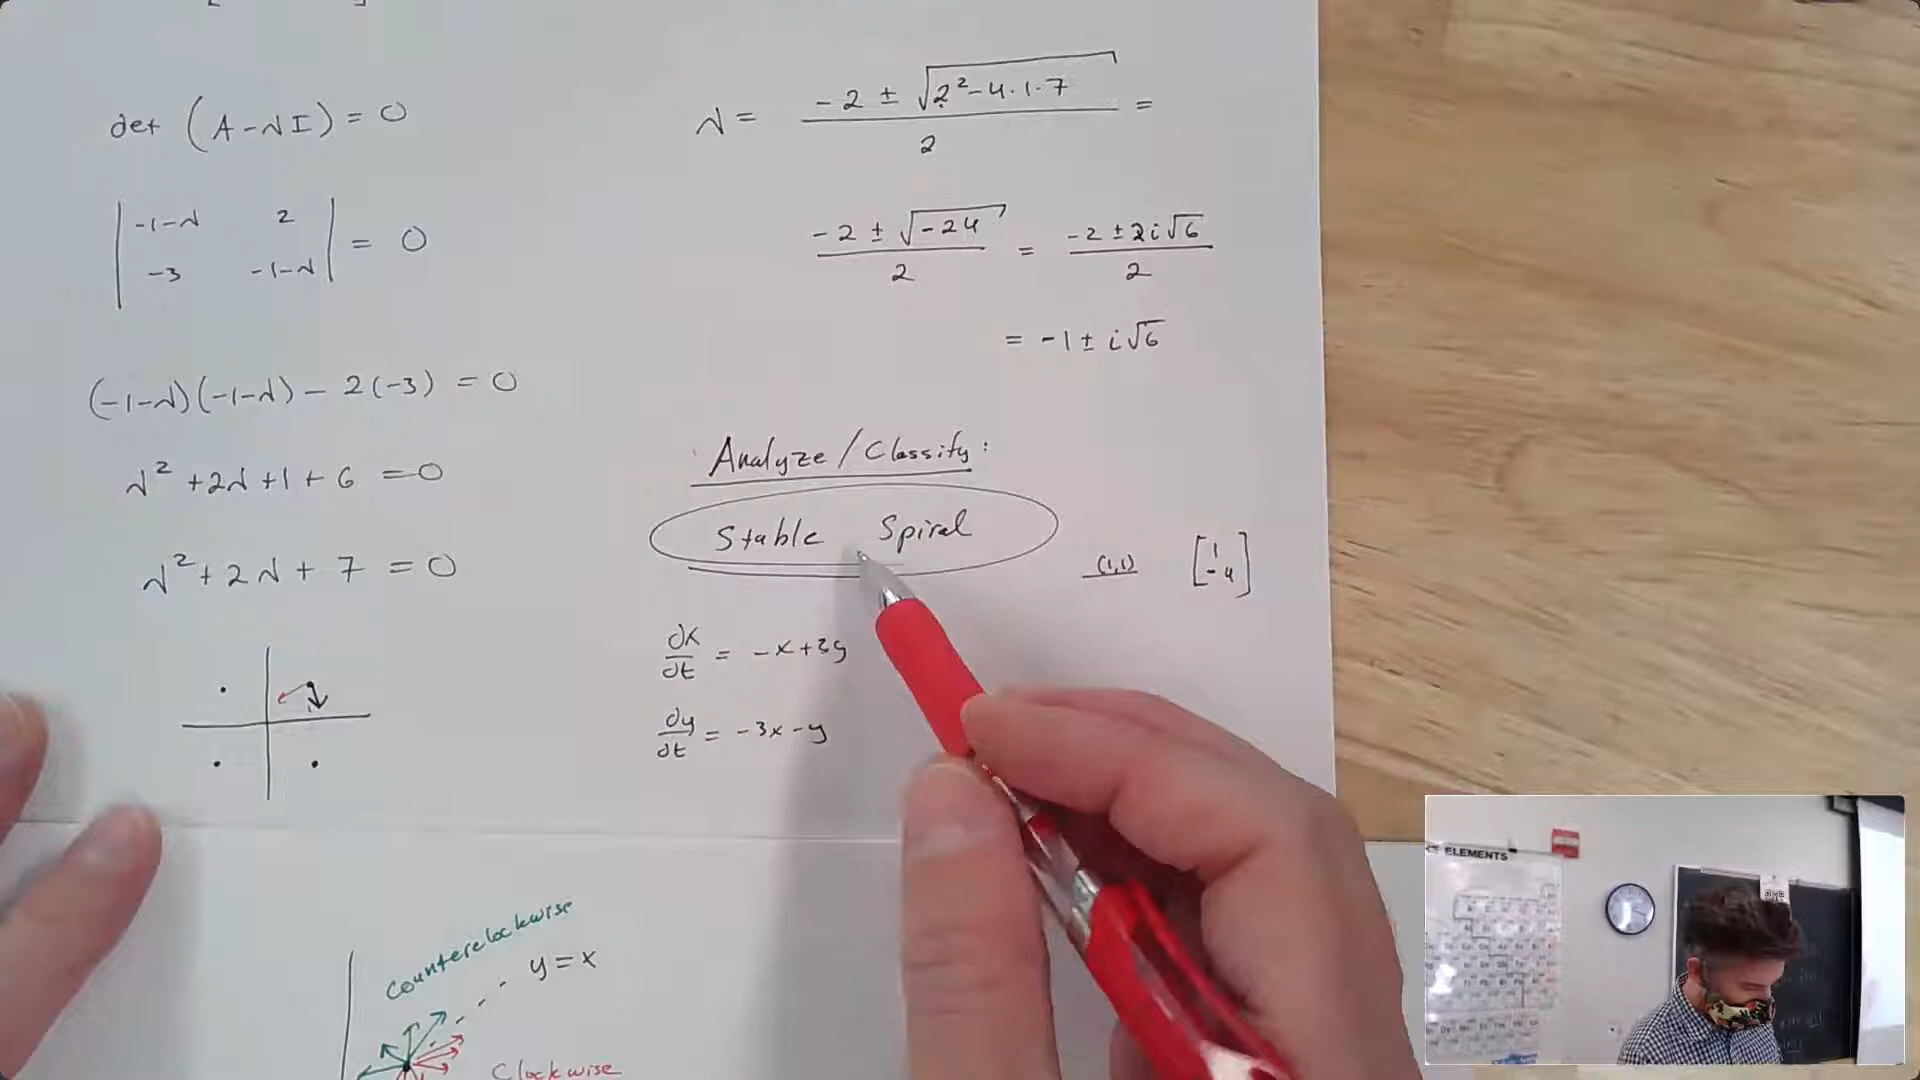 det (A-λI) = 0
| -1-λ 2 |
| -3 -1-λ | = 0
(-1-λ)(-1-λ) - 2(-3) = 0
λ² + 2λ + 1 + 6 = 0
λ² + 2λ + 7 = 0
λ = (-2 ± √(2²-4·1·7)) / 2 =
(-2 ± √-24) / 2 = (-2 ± 2i√6) / 2
= -1 ± i√6
Analyze/Classify:
Stable Spiral
(1,1) [1 -4]
dx/dt = -x+2y
dy/dt = -3x-y
Counterclockwise
y = x
Clockwise
ELEMENTS